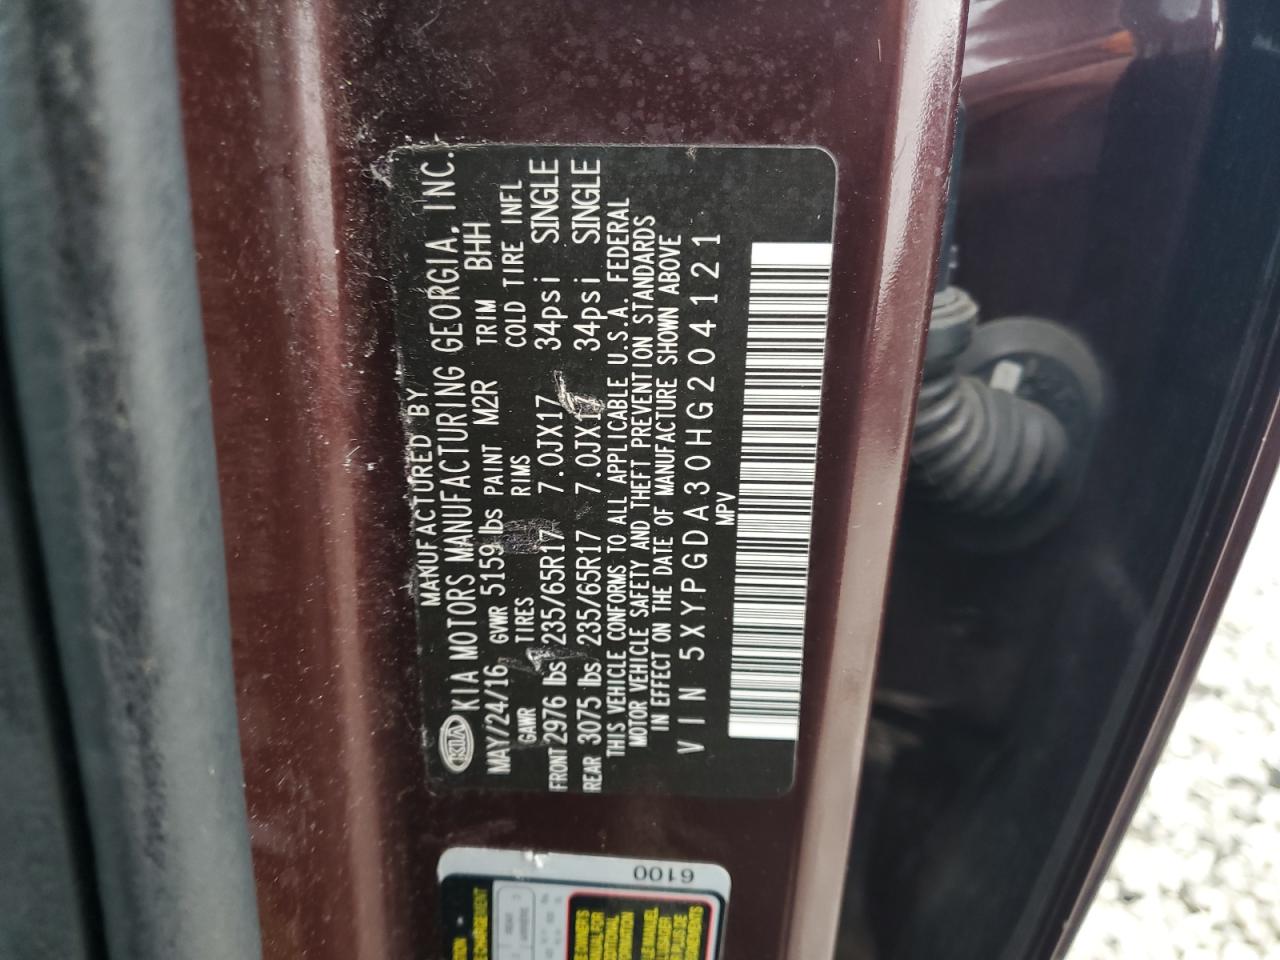 MANUFACTURED BY
KIA KIA MOTORS MANUFACTURING GEORGIA, INC.
MAY/24/16 GVWR 5159 lbs PAINT M2R TRIM BHH
GAWR TIRES RIMS COLD TIRE INFL
FRONT 2976 lbs 235/65R17 7.0JX17 34psi SINGLE
REAR 3075 lbs 235/65R17 7.0JX17 34psi SINGLE
THIS VEHICLE CONFORMS TO ALL APPLICABLE U.S.A. FEDERAL
MOTOR VEHICLE SAFETY AND THEFT PREVENTION STANDARDS
IN EFFECT ON THE DATE OF MANUFACTURE SHOWN ABOVE
VIN 5XYPGDA30HG204121
MPV
6100